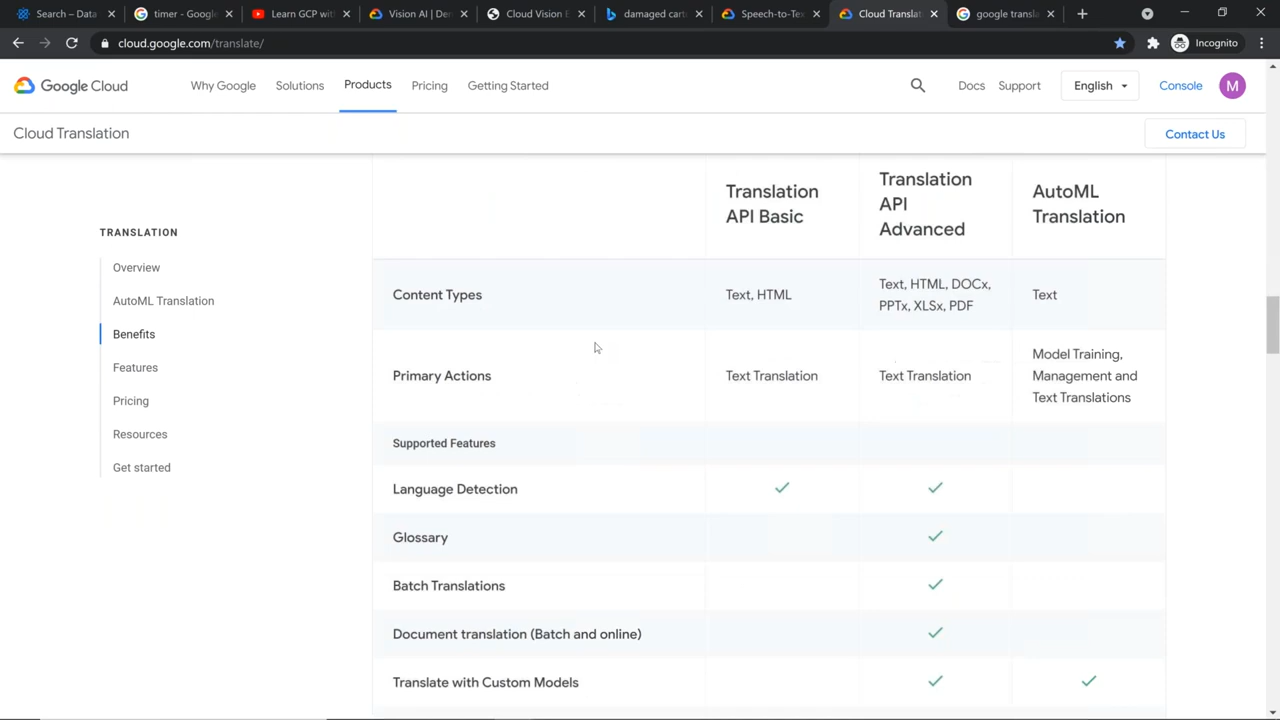 Search – Data
timer - Google
Learn GCP with
Vision AI | Der
Cloud Vision E
damaged carta
Speech-to-Tex
Cloud Translat
google transla
cloud.google.com/translate/
Incognito
Google Cloud
Why Google
Solutions
Products
Pricing
Getting Started
Docs
Support
English
Console
M
Cloud Translation
Contact Us
TRANSLATION
Overview
AutoML Translation
Benefits
Features
Pricing
Resources
Get started
Translation
API Basic
Translation
API
Advanced
AutoML
Translation
Content Types
Text, HTML
Text, HTML, DOCx,
PPTx, XLSx, PDF
Text
Primary Actions
Text Translation
Text Translation
Model Training,
Management and
Text Translations
Supported Features
Language Detection
Glossary
Batch Translations
Document translation (Batch and online)
Translate with Custom Models